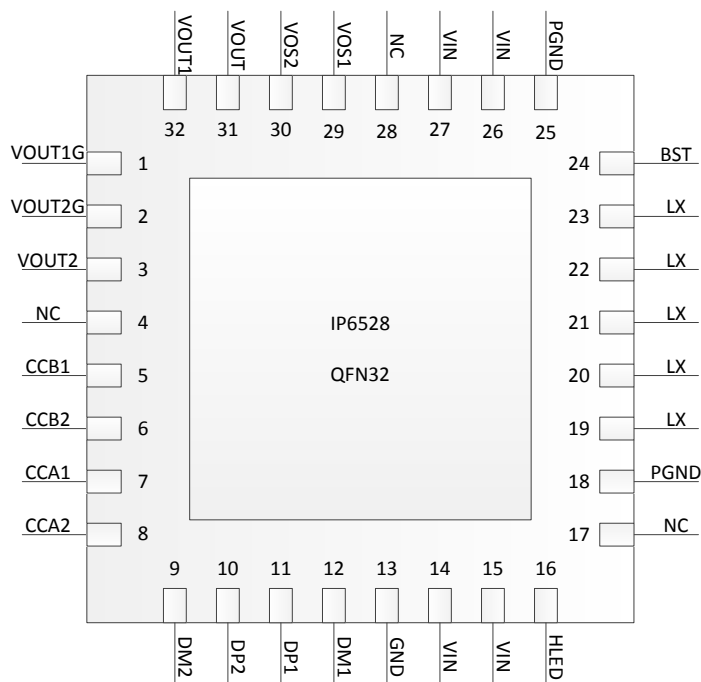 VOUT1
VOUT
VOS2
VOS1
NC
VIN
VIN
PGND
32
31
30
29
28
27
26
25
VOUT1G
1
24
BST
VOUT2G
2
23
LX
VOUT2
3
22
LX
NC
4
21
LX
IP6528
CCB1
5
20
LX
QFN32
CCB2
6
19
LX
CCA1
7
18
PGND
CCA2
8
17
NC
9
10
11
12
13
14
15
16
DM2
DP2
DP1
DM1
GND
VIN
VIN
HLED